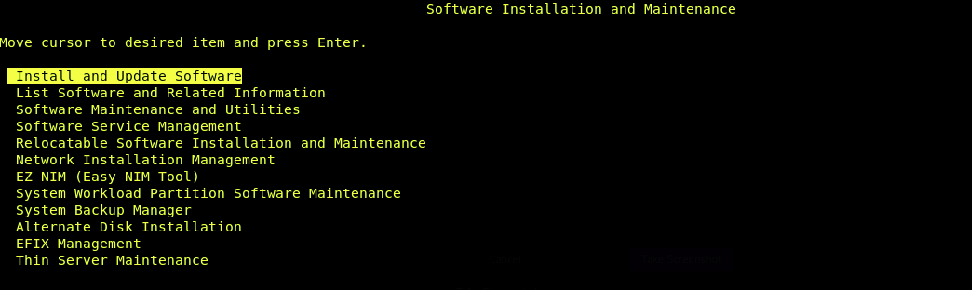 Software Installation and Maintenance
Move cursor to desired item and press Enter.
Install and Update Software
List Software and Related Information
Software Maintenance and Utilities
Software Service Management
Relocatable Software Installation and Maintenance
Network Installation Management
EZ NIM (Easy NIM Tool)
System Workload Partition Software Maintenance
System Backup Manager
Alternate Disk Installation
EFIX Management
Thin Server Maintenance